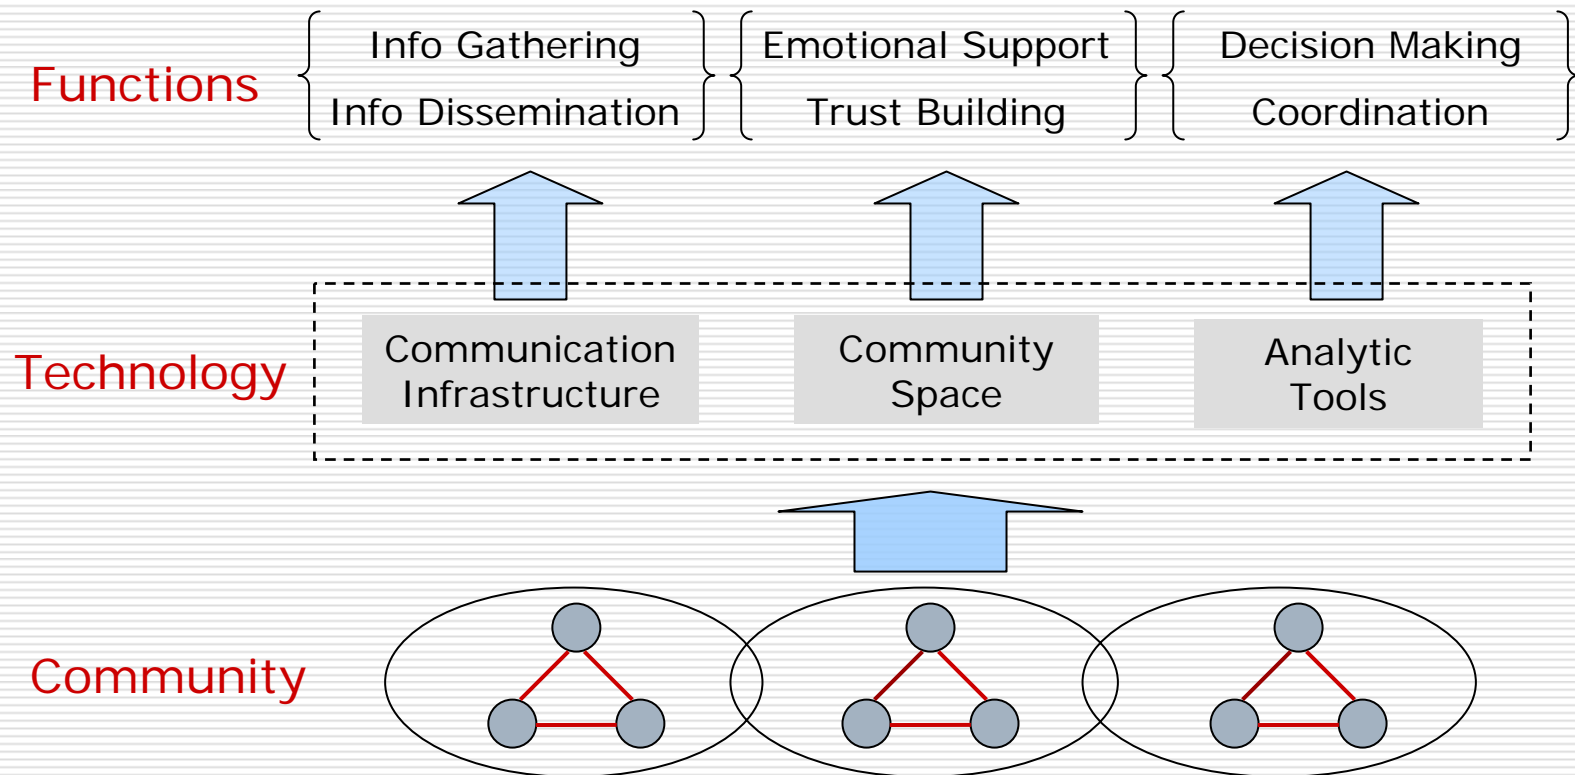 Functions
Info Gathering
Info Dissemination
Emotional Support
Trust Building
Decision Making
Coordination
Technology
Communication
Infrastructure
Community
Space
Analytic
Tools
Community